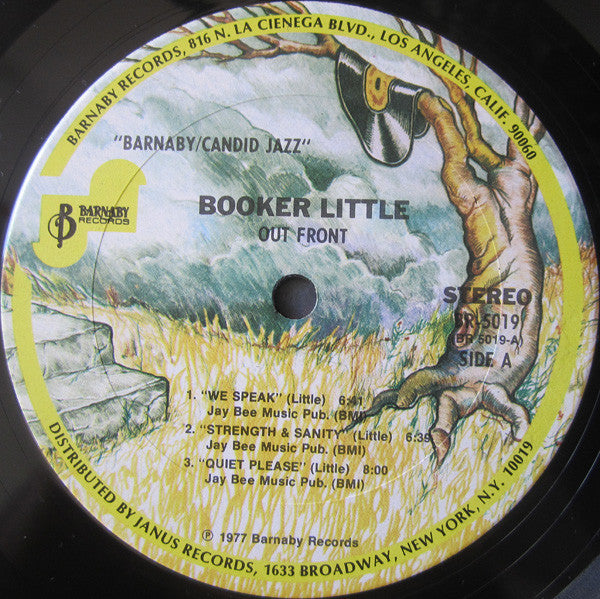 BARNABY RECORDS, 816 N. LA CIENEGA BLVD., LOS ANGELES, CALIF. 90060
"BARNABY/CANDID JAZZ"
B BARNABY
RECORDS
BOOKER LITTLE
OUT FRONT
STEREO
BR-5019
(BR 5019-A)
SIDE A
1. "WE SPEAK" (Little) 6:41
Jay Bee Music Pub. (BMI)
2. "STRENGTH & SANITY" (Little) 6:39
Jay Bee Music Pub. (BMI)
3. "QUIET PLEASE" (Little) 8:00
Jay Bee Music Pub. (BMI)
℗ 1977 Barnaby Records
DISTRIBUTED BY JANUS RECORDS, 1633 BROADWAY, NEW YORK, N.Y. 10019